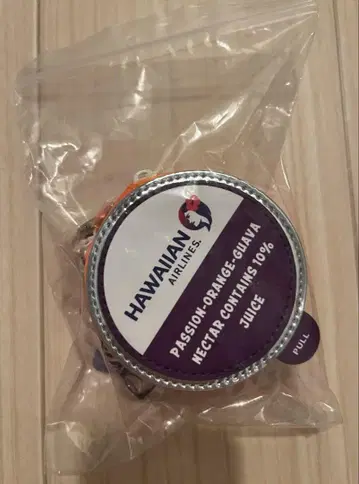 HAWAIIAN
AIRLINES.
PASSION-ORANGE-GUAVA
NECTAR CONTAINS 10%
JUICE
PULL